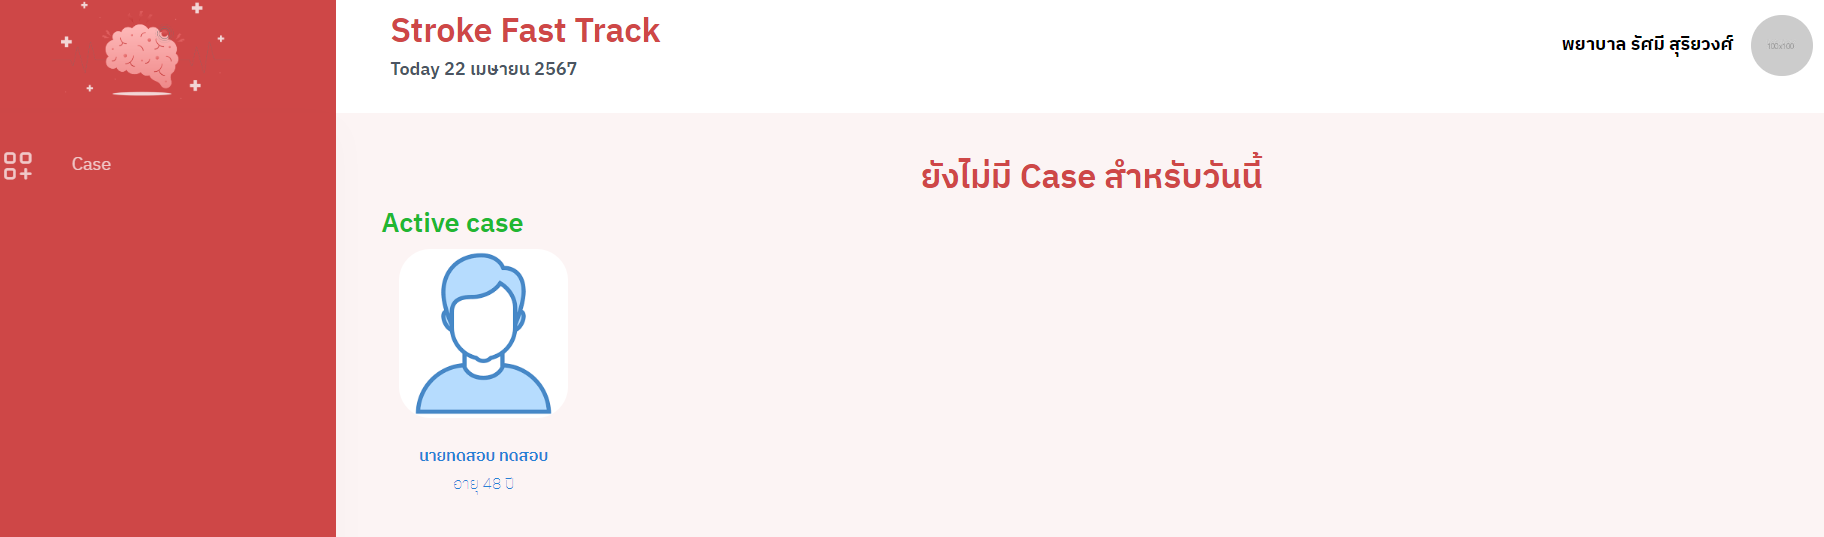 Stroke Fast Track
Today 22 เมษายน 2567
พยาบาล รัศมี สุริยวงศ์
100x100
Case
ยังไม่มี Case สำหรับวันนี้
Active case
นายทดสอบ ทดสอบ
อายุ 48 ปี